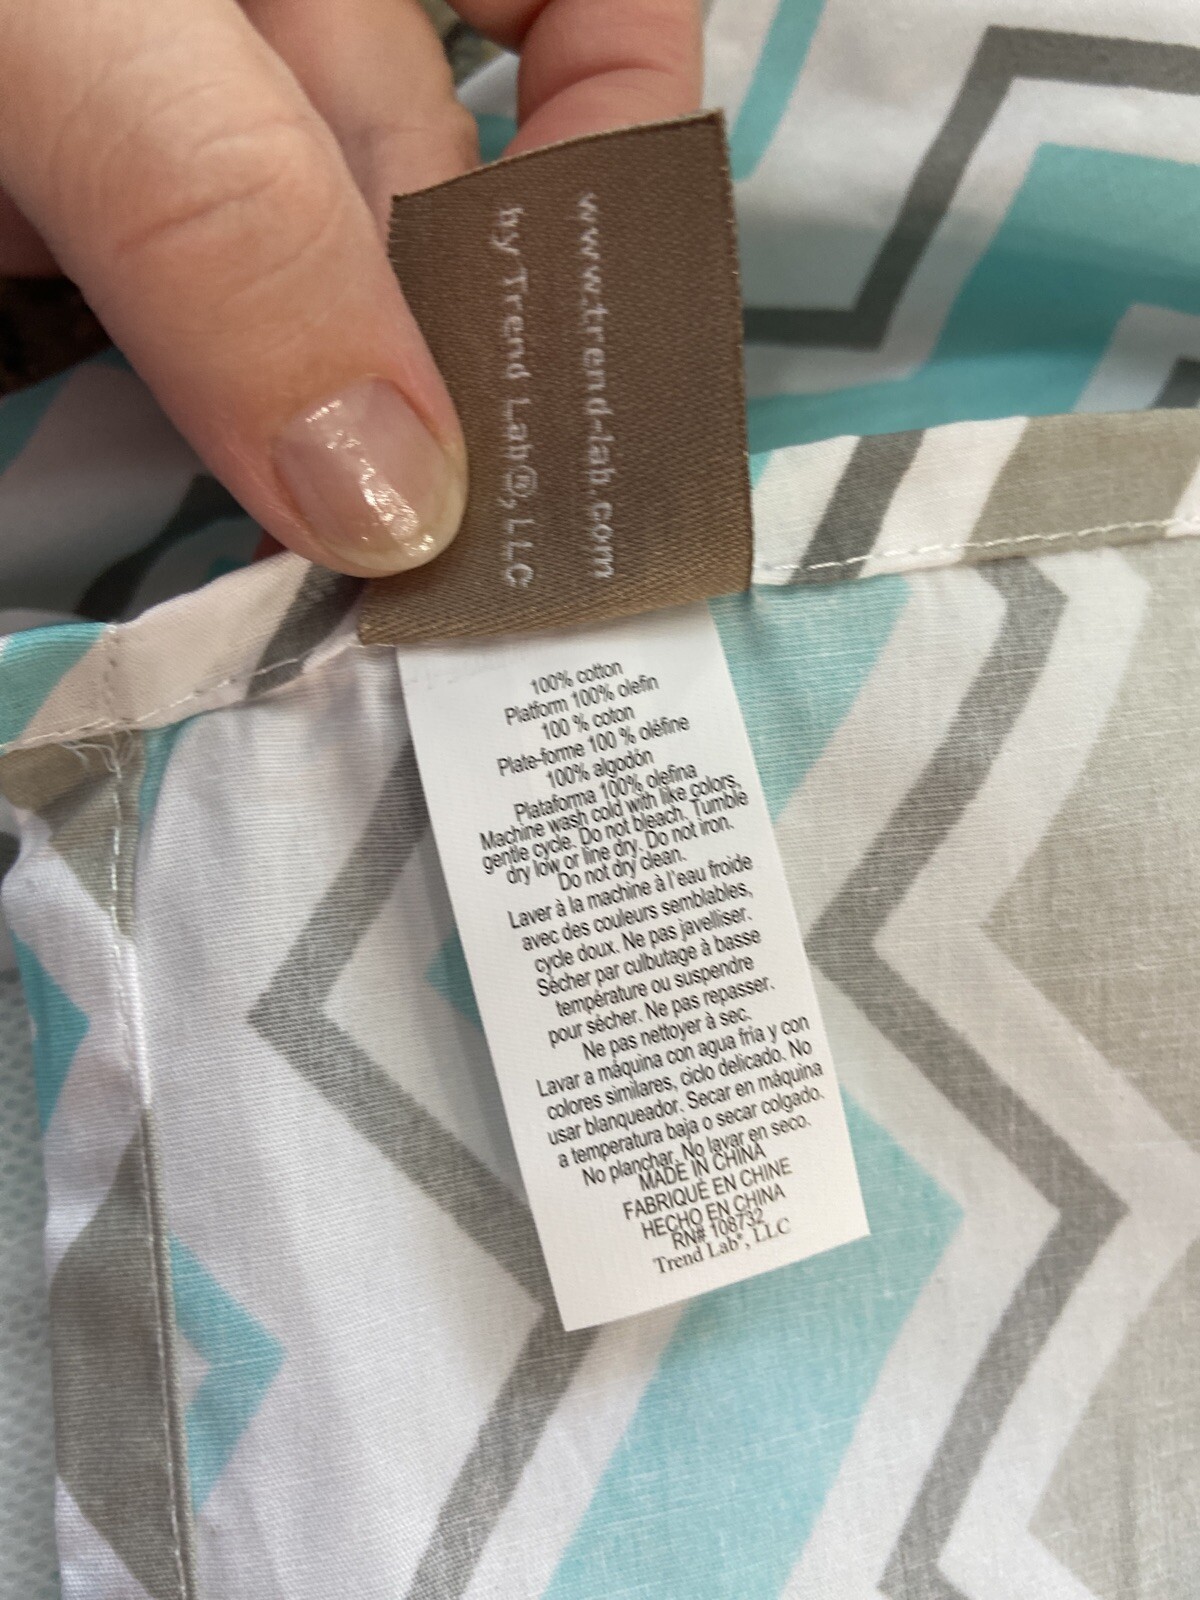 www.trend-lab.com
by Trend Lab®, LLC
100% cotton
Platform 100% olefin
100 % coton
Plate-forme 100 % oléfine
100% algodón
Plataforma 100% olefina
Machine wash cold with like colors,
gentle cycle. Do not bleach. Tumble
dry low or line dry. Do not iron.
Do not dry clean.
Laver à la machine à l'eau froide
avec des couleurs semblables,
cycle doux. Ne pas javelliser.
Sécher par culbutage à basse
température ou suspendre
pour sécher. Ne pas repasser.
Ne pas nettoyer à sec.
Lavar a máquina con agua fria y con
colores similares, ciclo delicado. No
usar blanqueador. Secar en máquina
a temperatura baja o secar colgado.
No planchar. No lavar en seco.
MADE IN CHINA
FABRIQUÉ EN CHINE
HECHO EN CHINA
RN# 108732
Trend Lab®, LLC